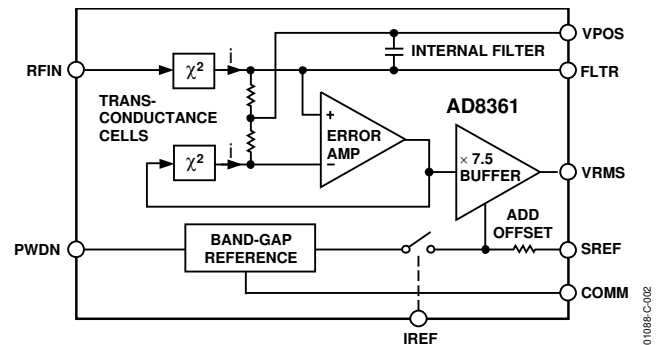 VPOS
i
INTERNAL FILTER
RFIN
χ²
FLTR
TRANS-
CONDUCTANCE
CELLS
+
ERROR
AMP
−
AD8361
χ²
i
× 7.5
BUFFER
VRMS
ADD
OFFSET
PWDN
BAND-GAP
REFERENCE
SREF
COMM
IREF
01088-C-002